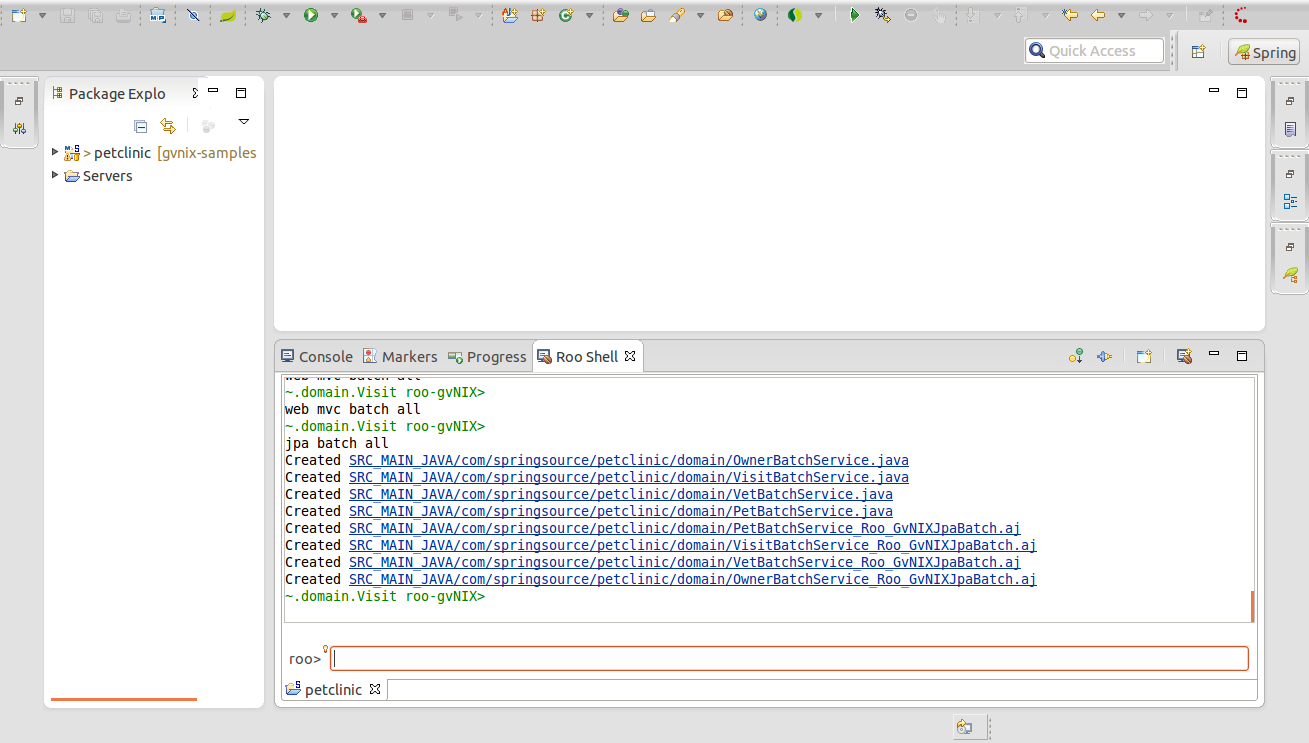 Quick Access
Spring
Package Explo
> petclinic [gvnix-samples
Servers
Console
Markers
Progress
Roo Shell
web mvc batch all
~.domain.Visit roo-gvNIX>
web mvc batch all
~.domain.Visit roo-gvNIX>
jpa batch all
Created SRC_MAIN_JAVA/com/springsource/petclinic/domain/OwnerBatchService.java
Created SRC_MAIN_JAVA/com/springsource/petclinic/domain/VisitBatchService.java
Created SRC_MAIN_JAVA/com/springsource/petclinic/domain/VetBatchService.java
Created SRC_MAIN_JAVA/com/springsource/petclinic/domain/PetBatchService.java
Created SRC_MAIN_JAVA/com/springsource/petclinic/domain/PetBatchService_Roo_GvNIXJpaBatch.aj
Created SRC_MAIN_JAVA/com/springsource/petclinic/domain/VisitBatchService_Roo_GvNIXJpaBatch.aj
Created SRC_MAIN_JAVA/com/springsource/petclinic/domain/VetBatchService_Roo_GvNIXJpaBatch.aj
Created SRC_MAIN_JAVA/com/springsource/petclinic/domain/OwnerBatchService_Roo_GvNIXJpaBatch.aj
~.domain.Visit roo-gvNIX>
roo>
petclinic